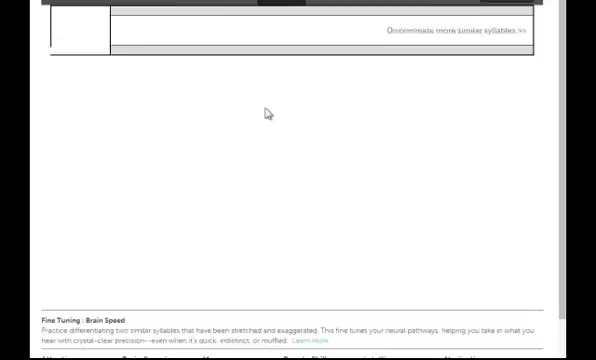 Discriminate more similar syllables >>
Fine Tuning : Brain Speed
Practice differentiating two similar syllables that have been stretched and exaggerated. This fine tunes your neural pathways, helping you take in what you
hear with crystal-clear precision--even when it's quick, indistinct, or muffled. Learn More